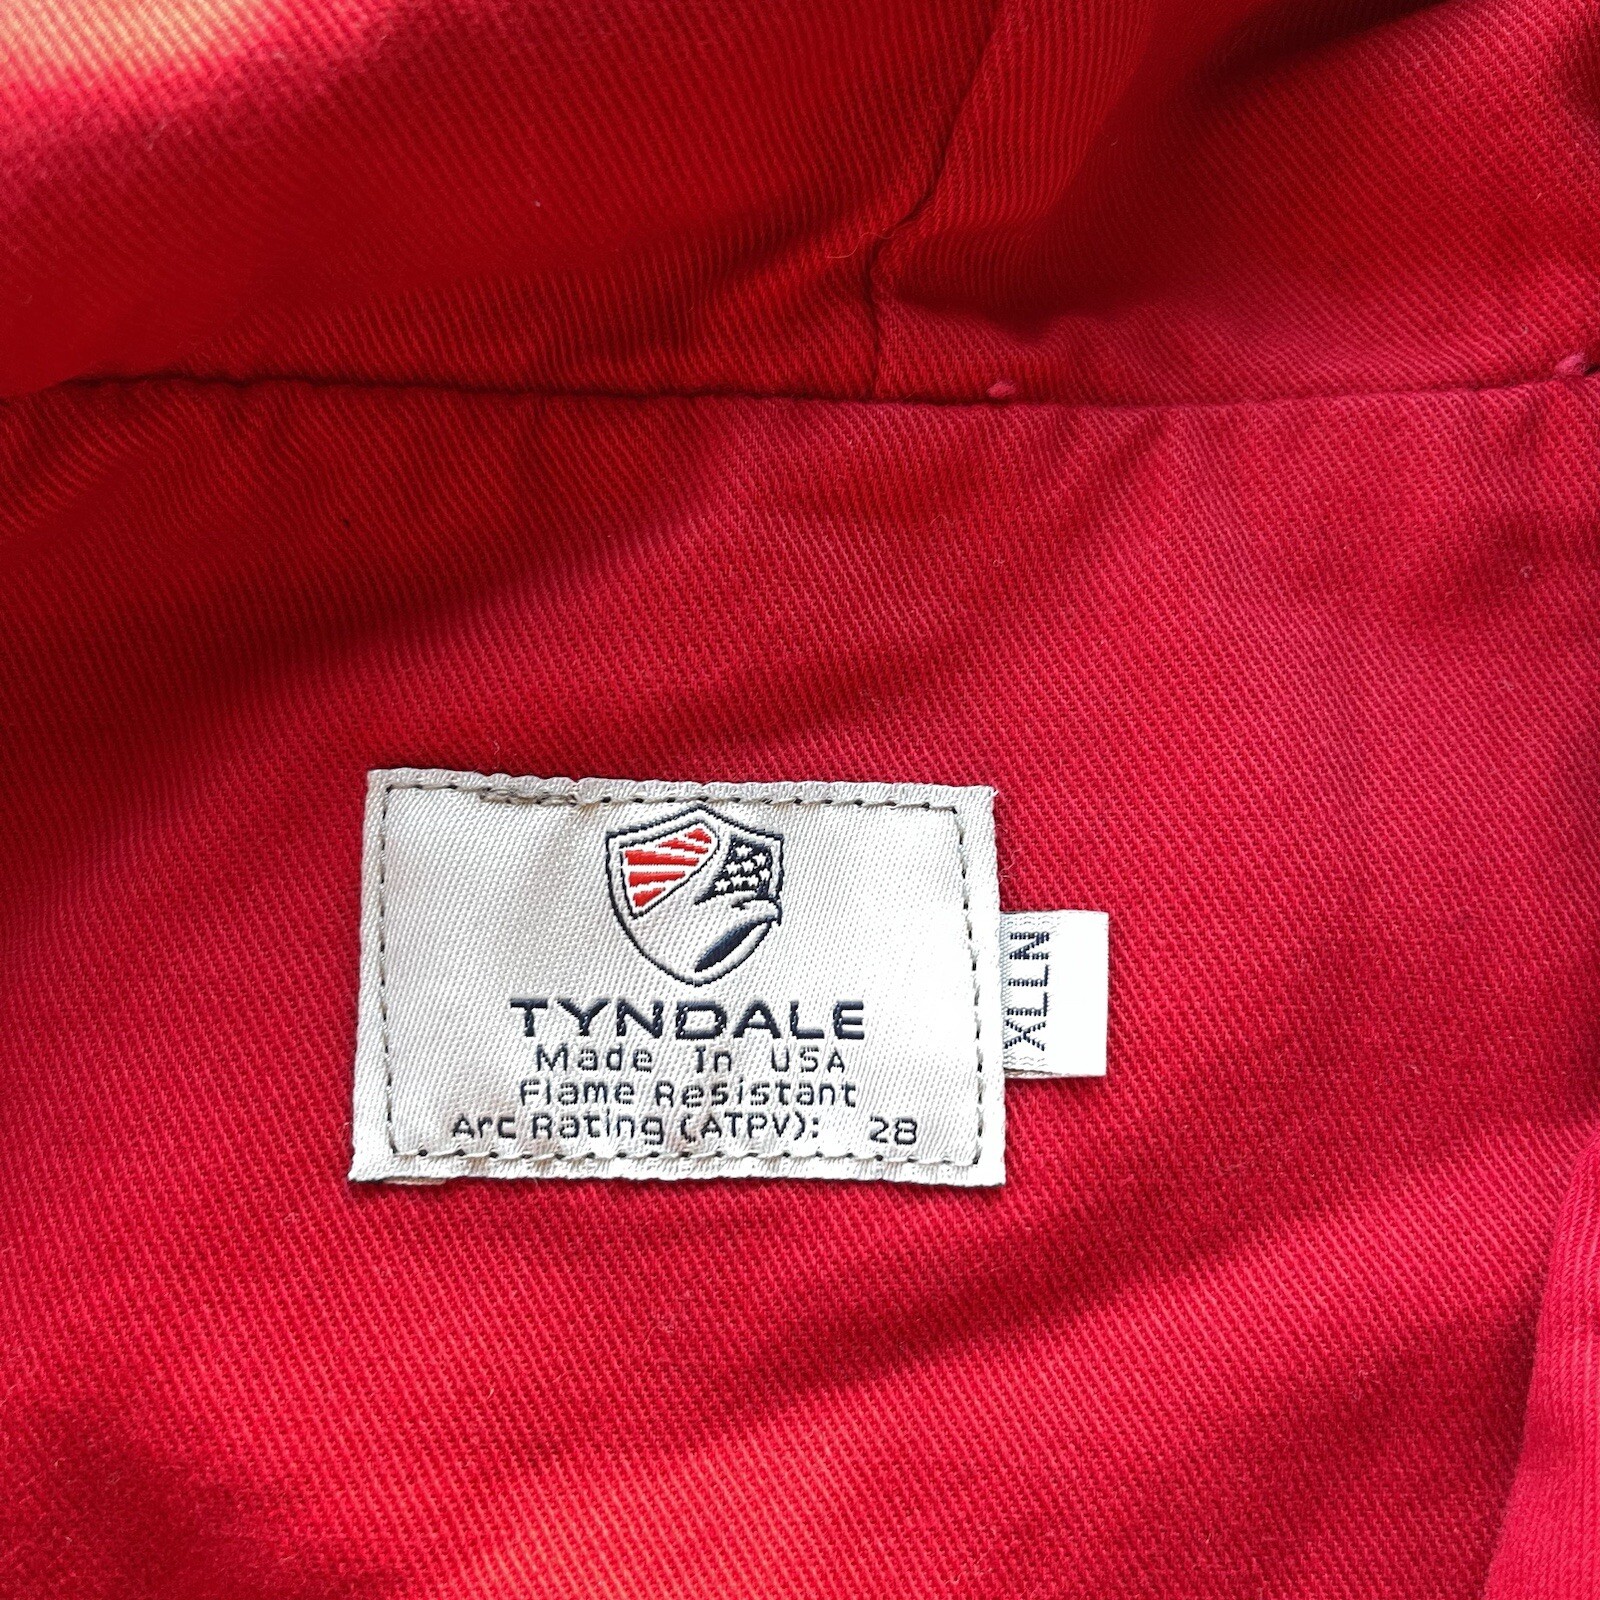 TYNDALE
Made In USA
Flame Resistant
Arc Rating (ATPV): 28
XLLN